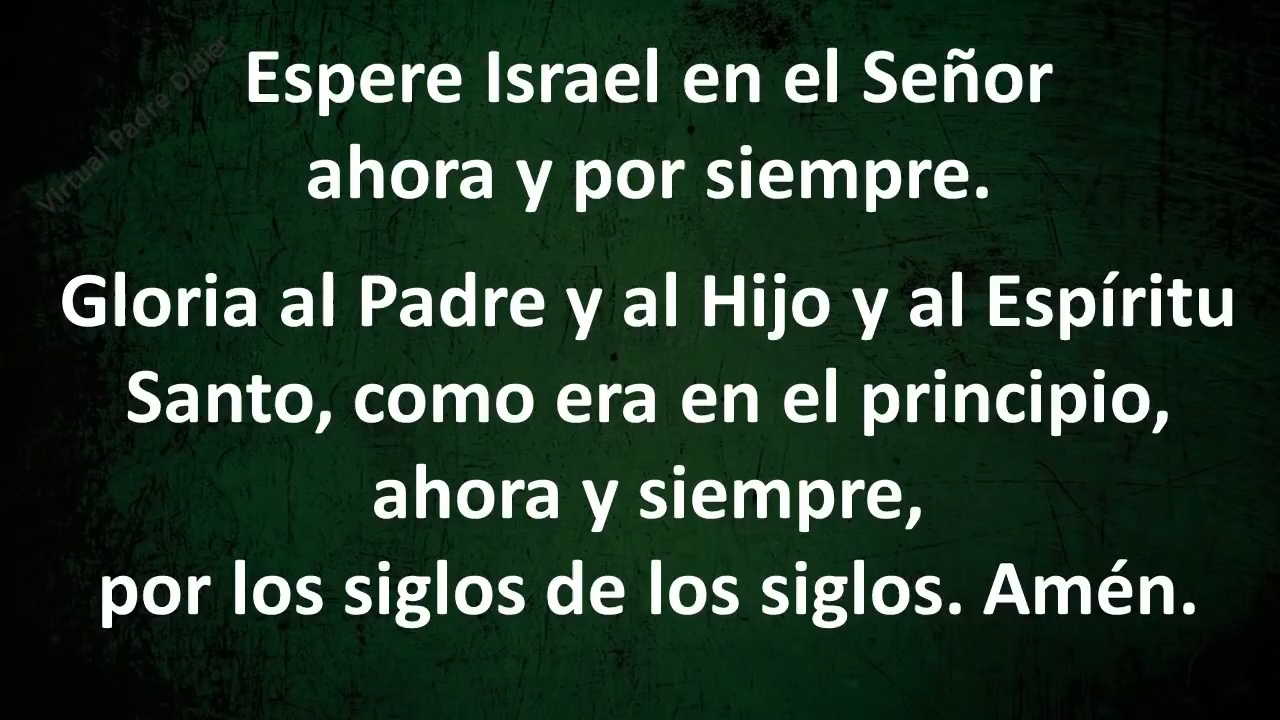 Virtual Padre Didier
Espere Israel en el Señor
ahora y por siempre.
Gloria al Padre y al Hijo y al Espíritu
Santo, como era en el principio,
ahora y siempre,
por los siglos de los siglos. Amén.